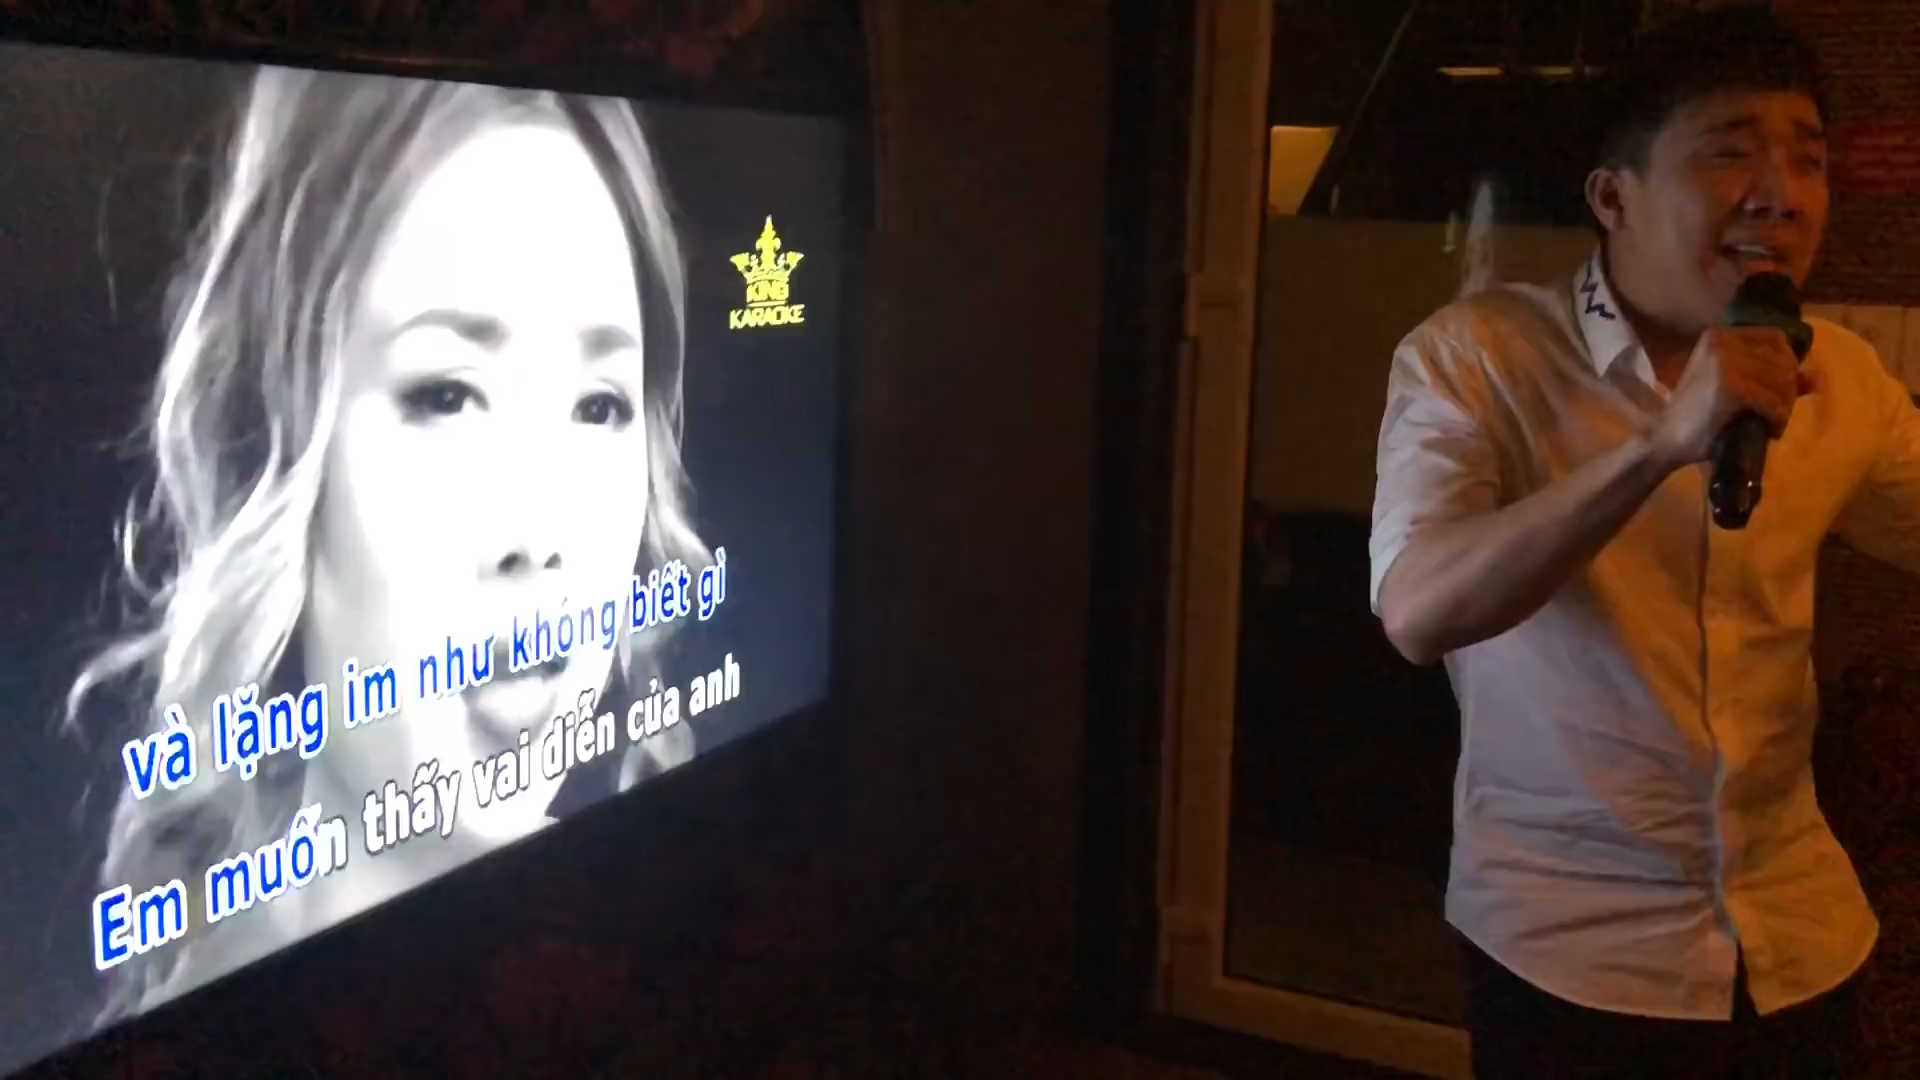 KING
KARAOKE
và lặng im như không biết gì
Em muốn thấy vai diễn của anh